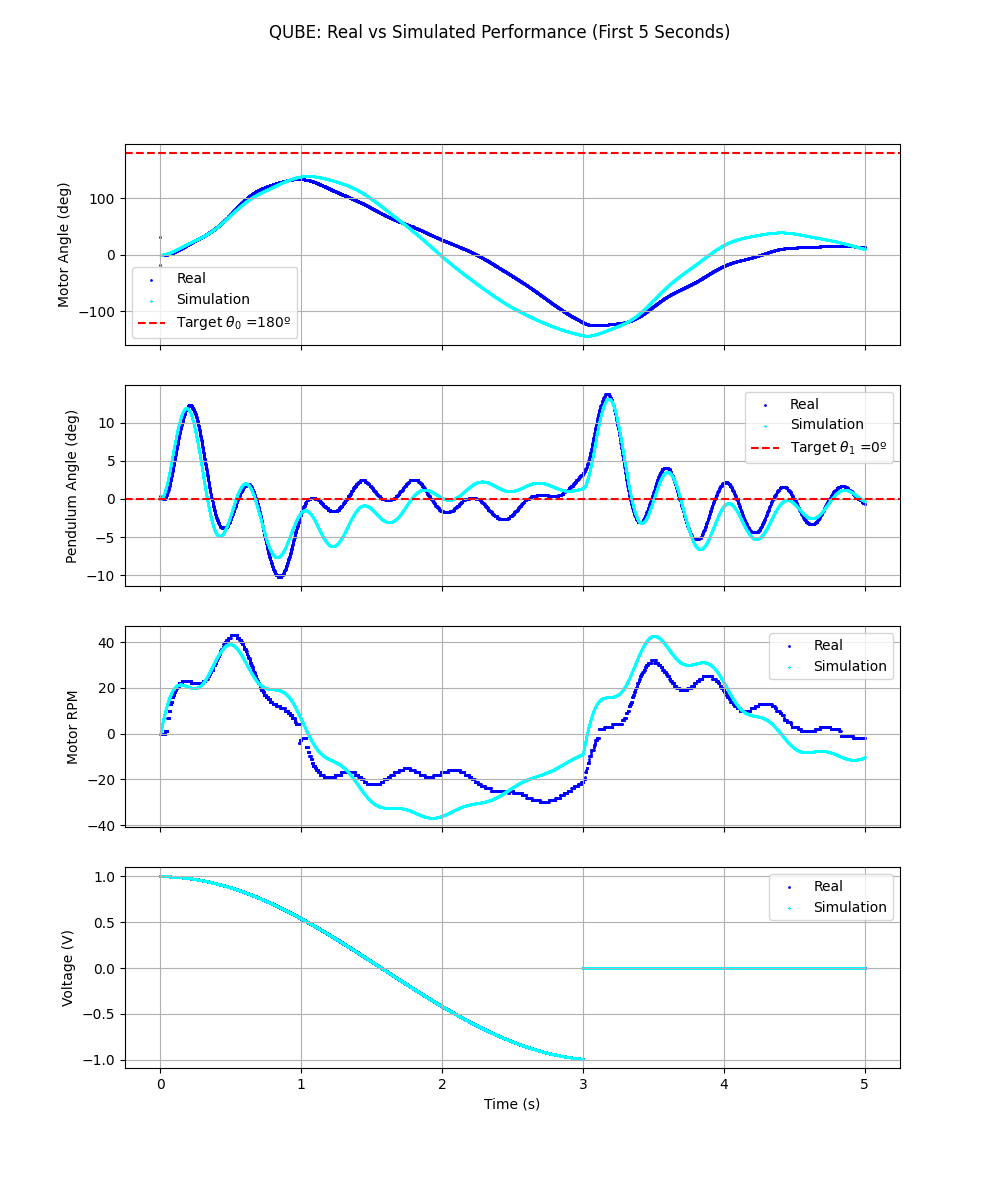 QUBE: Real vs Simulated Performance (First 5 Seconds)
Motor Angle (deg)
100
0
−100
Real
Simulation
Target θ₀ =180º
Pendulum Angle (deg)
10
5
0
−5
−10
Real
Simulation
Target θ₁ =0º
Motor RPM
40
20
0
−20
−40
Real
Simulation
Voltage (V)
1.0
0.5
0.0
−0.5
−1.0
Real
Simulation
0 1 2 3 4 5
Time (s)